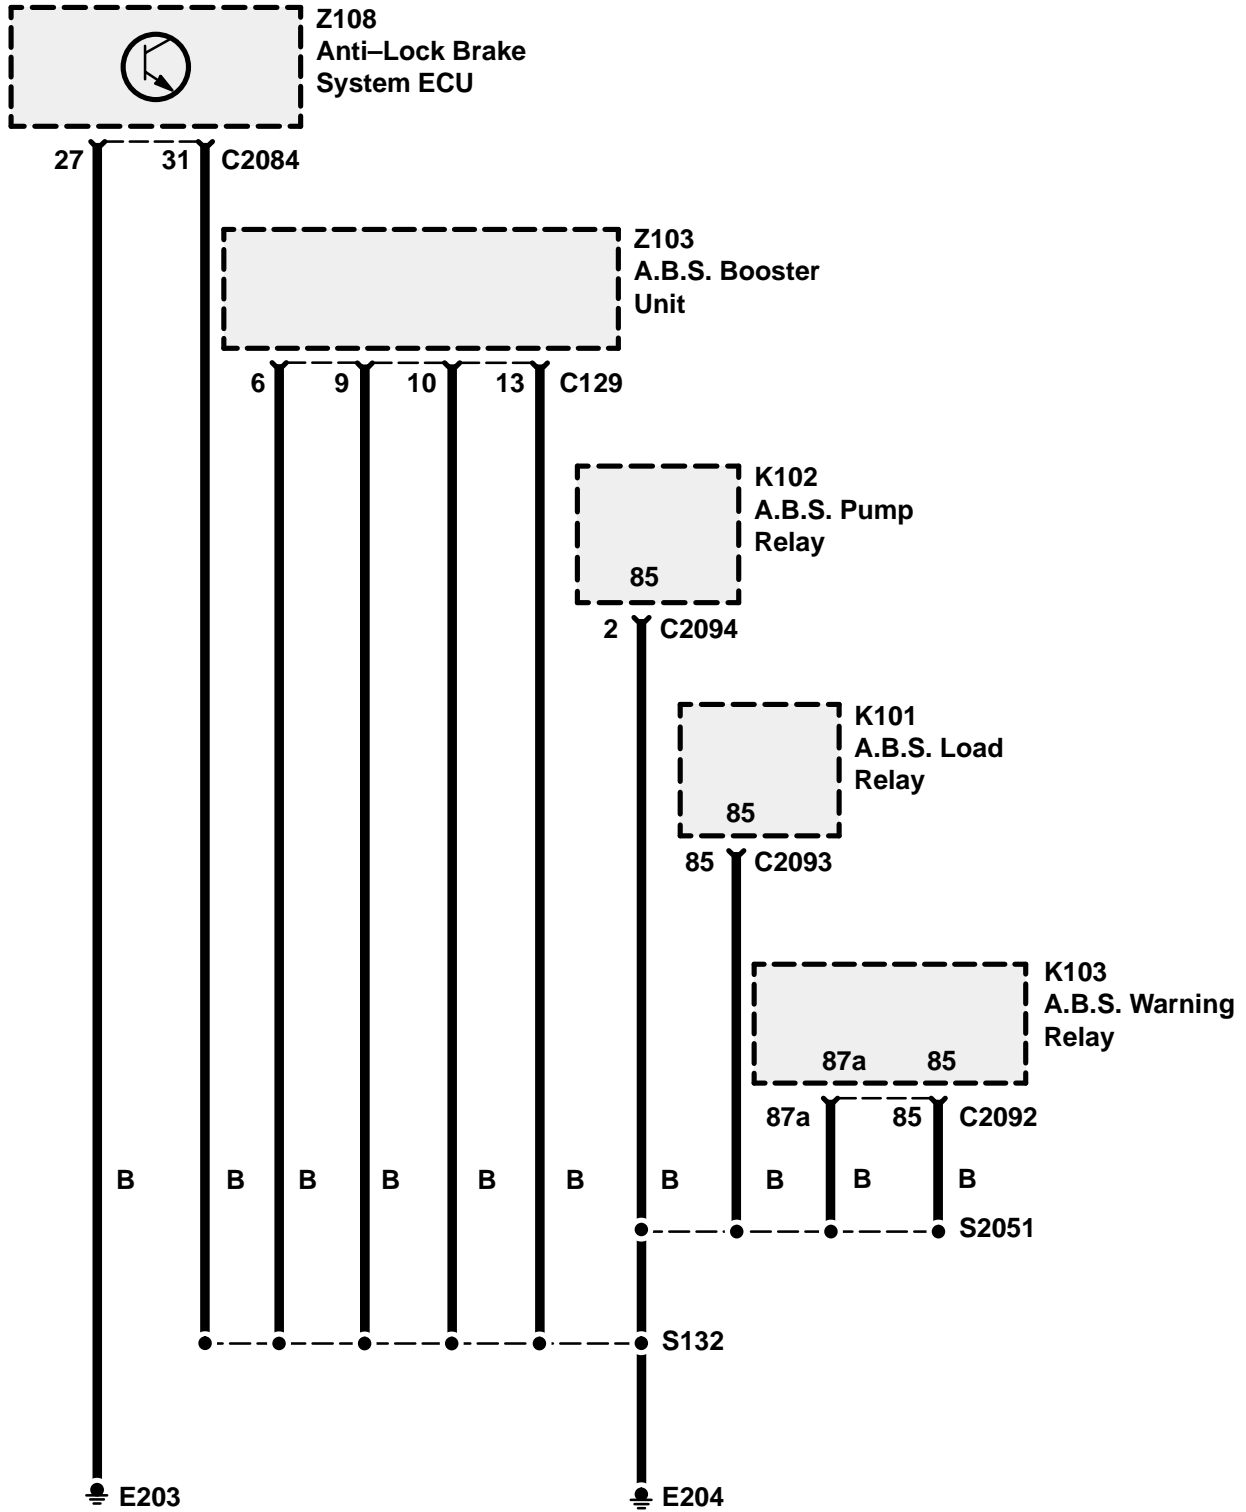 Z108
Anti–Lock Brake
System ECU
27
31
C2084
Z103
A.B.S. Booster
Unit
6
9
10
13
C129
K102
A.B.S. Pump
Relay
85
2
C2094
K101
A.B.S. Load
Relay
85
85
C2093
K103
A.B.S. Warning
Relay
87a
85
87a
85
C2092
B
B
B
B
B
B
B
B
B
B
S2051
S132
E203
E204